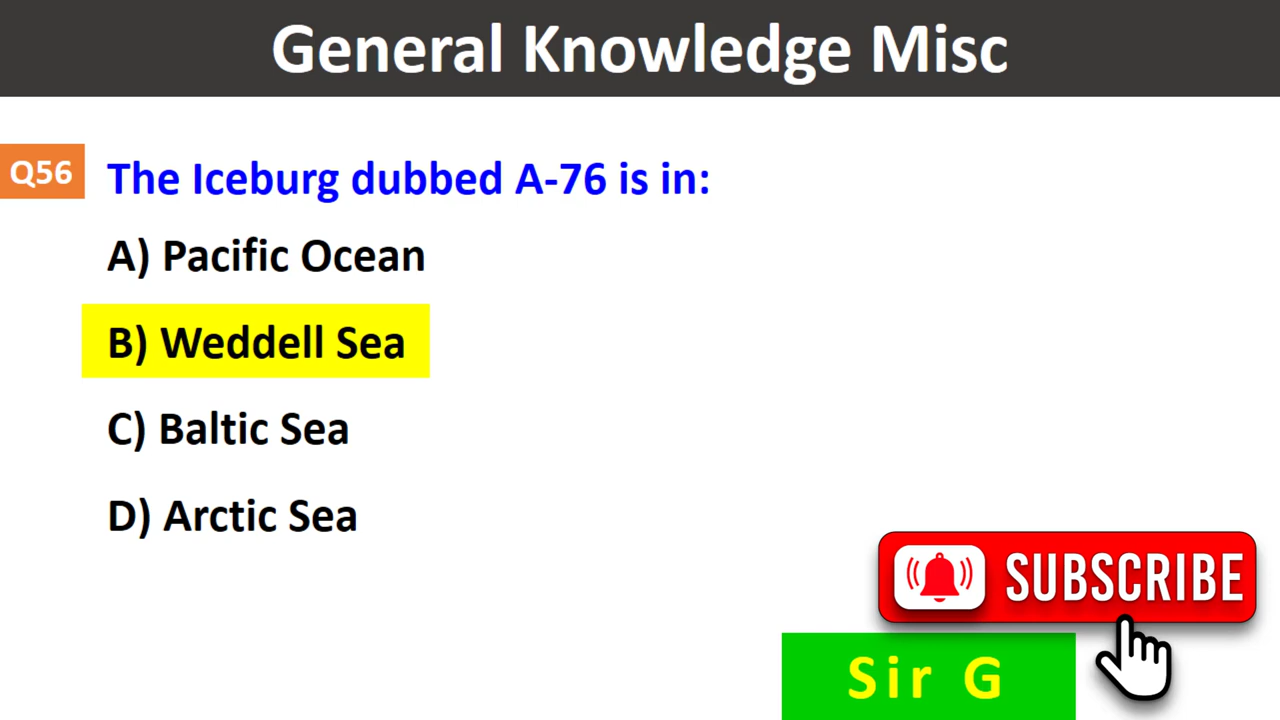 General Knowledge Misc
Q56 The Iceburg dubbed A-76 is in:
A) Pacific Ocean
B) Weddell Sea
C) Baltic Sea
D) Arctic Sea
SUBSCRIBE
Sir G